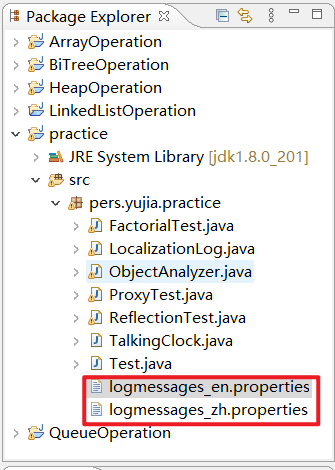 Package Explorer
ArrayOperation
BiTreeOperation
HeapOperation
LinkedListOperation
practice
JRE System Library [jdk1.8.0_201]
src
pers.yujia.practice
FactorialTest.java
LocalizationLog.java
ObjectAnalyzer.java
ProxyTest.java
ReflectionTest.java
TalkingClock.java
Test.java
logmessages_en.properties
logmessages_zh.properties
QueueOperation